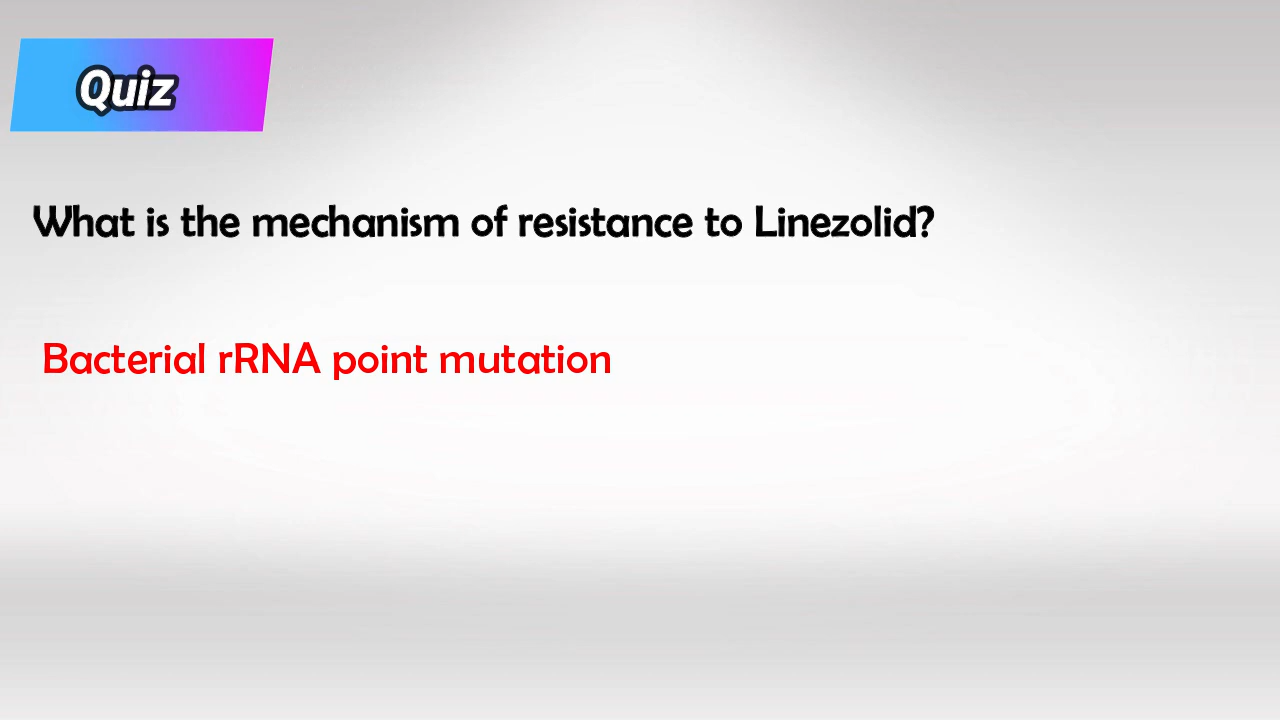 Quiz
What is the mechanism of resistance to Linezolid?
Bacterial rRNA point mutation